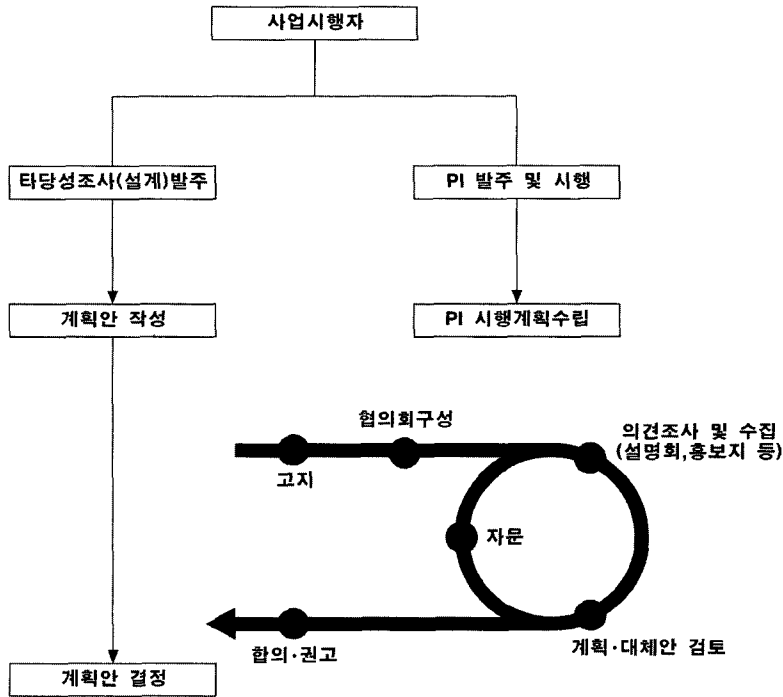 사업시행자
타당성조사(설계)발주
PI 발주 및 시행
계획안 작성
PI 시행계획수립
협의회구성
의견조사 및 수집
(설명회,홍보지 등)
고지
자문
합의·권고
계획·대체안 검토
계획안 결정